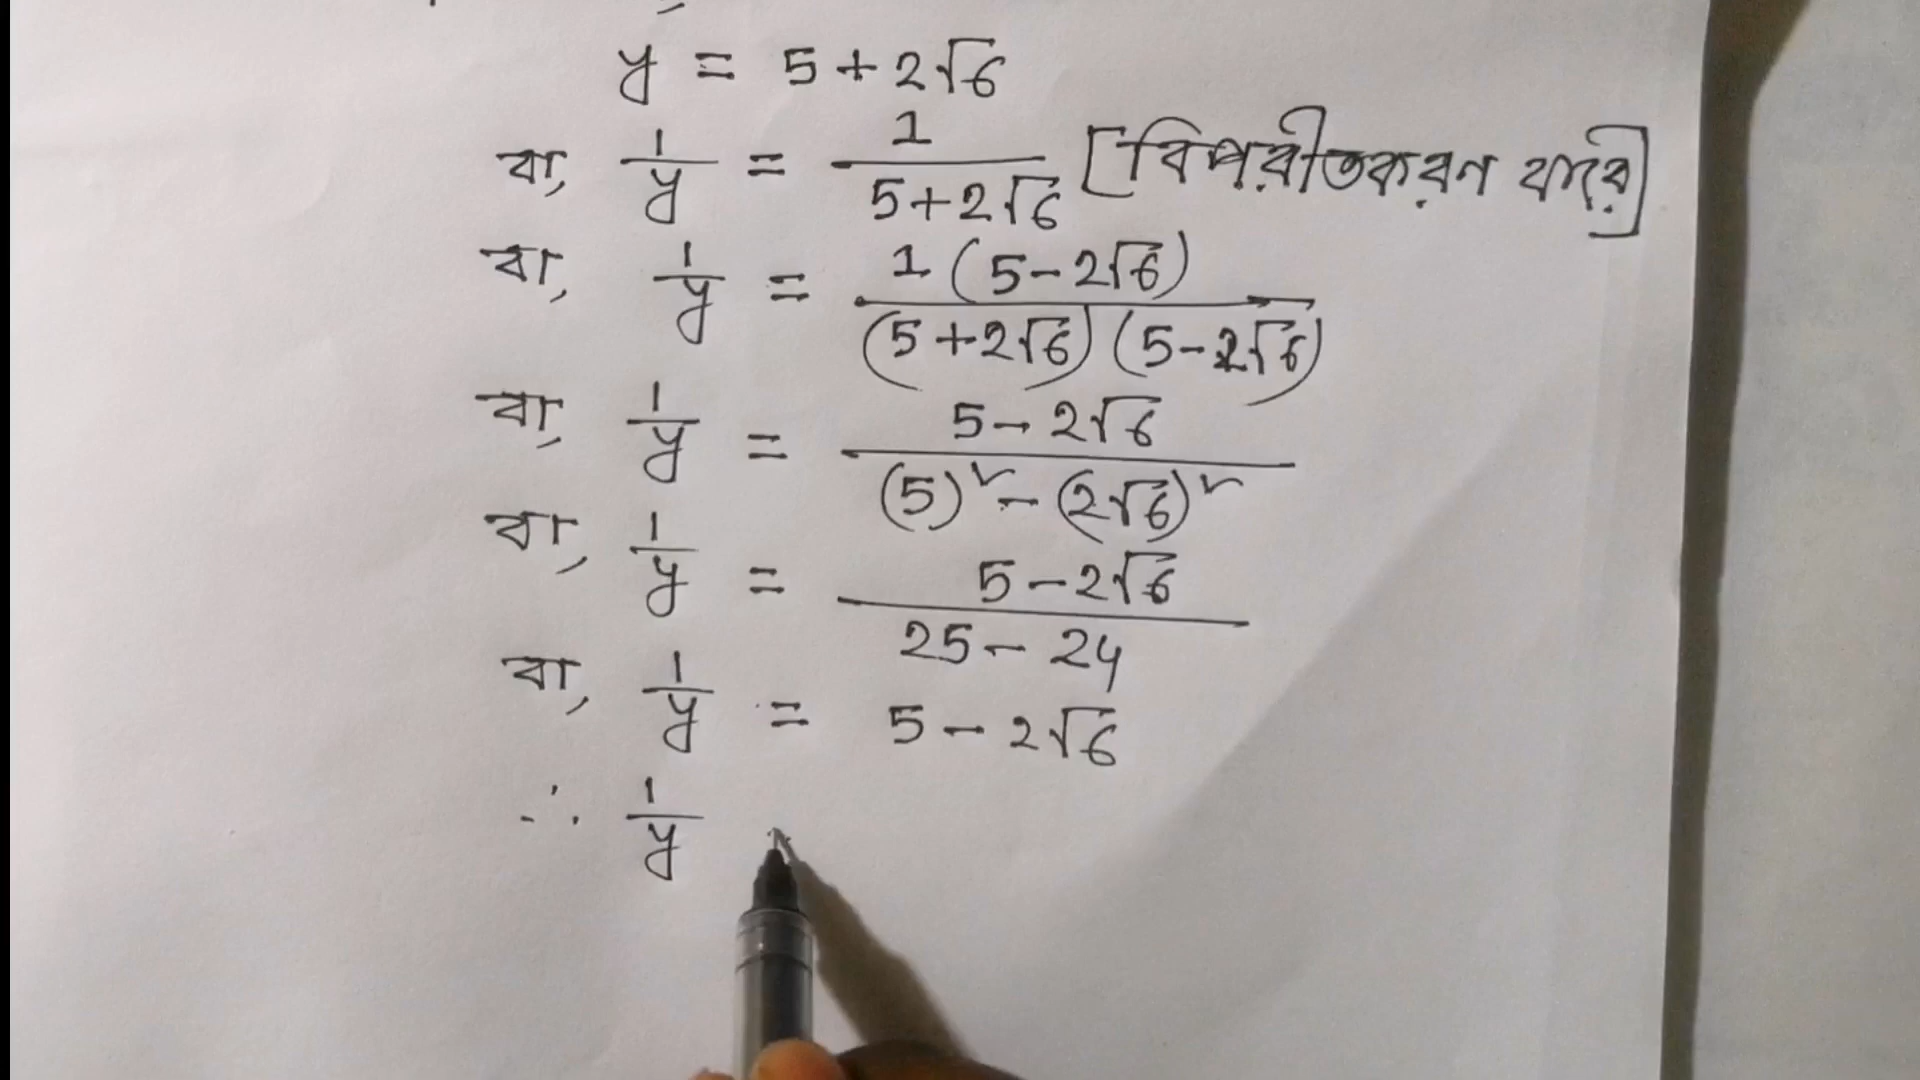 y = 5+2√6
বা, 1/y = 1/(5+2√6) [বিপরীতকরন করে]
বা, 1/y = 1(5-2√6)/((5+2√6)(5-2√6))
বা, 1/y = (5-2√6)/((5)² - (2√6)²)
বা, 1/y = (5-2√6)/(25-24)
বা, 1/y = 5-2√6
∴ 1/y